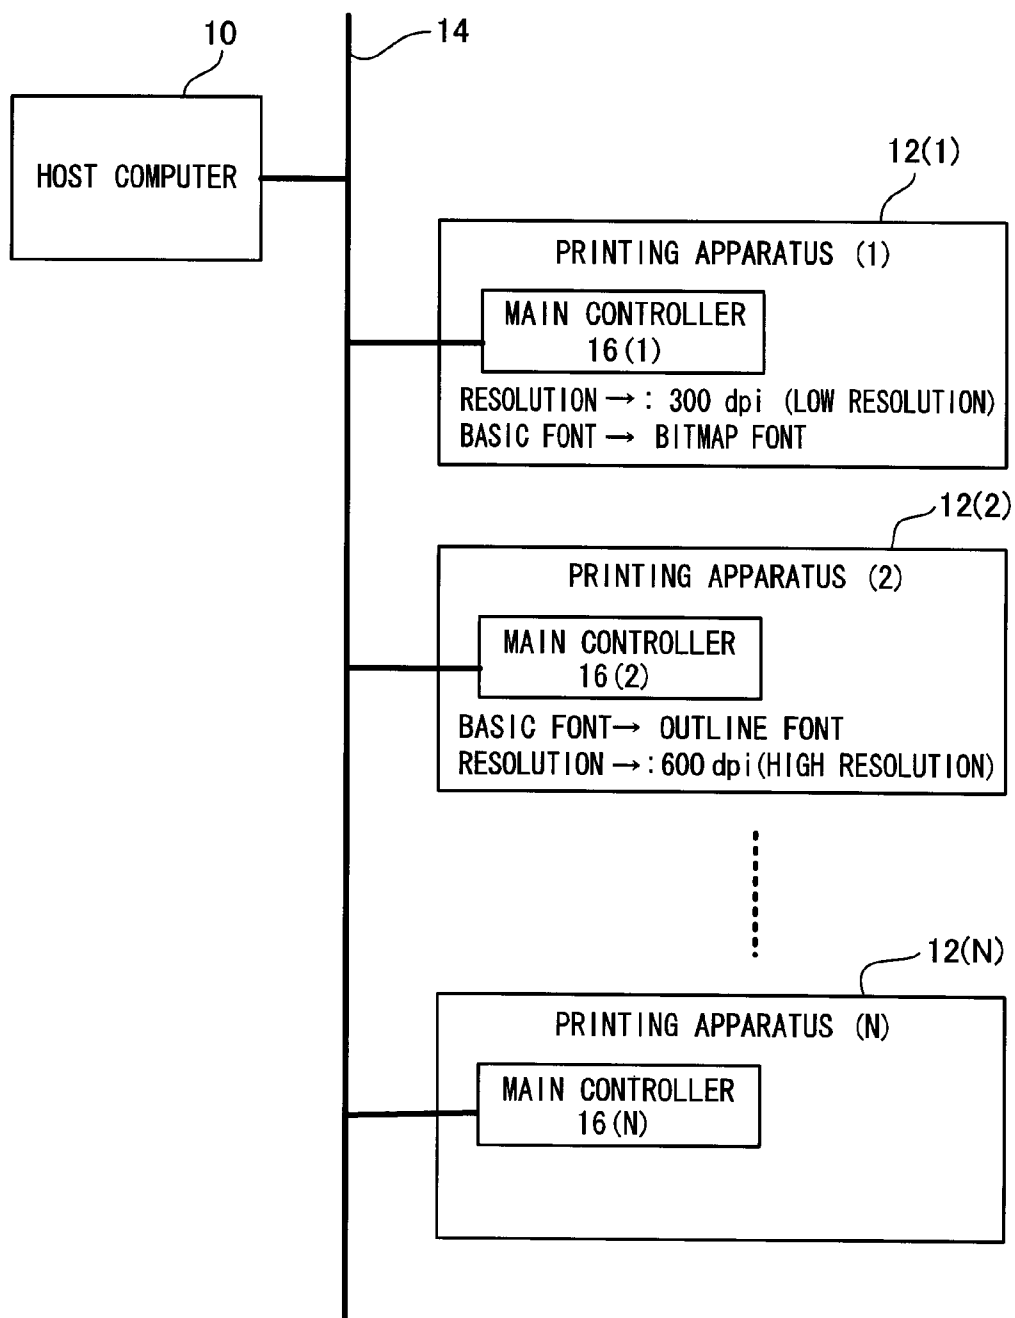 10
14
HOST COMPUTER
12(1)
PRINTING APPARATUS (1)
MAIN CONTROLLER
16(1)
RESOLUTION→: 300 dpi (LOW RESOLUTION)
BASIC FONT→ BITMAP FONT
12(2)
PRINTING APPARATUS (2)
MAIN CONTROLLER
16(2)
BASIC FONT→ OUTLINE FONT
RESOLUTION→:600 dpi(HIGH RESOLUTION)
12(N)
PRINTING APPARATUS (N)
MAIN CONTROLLER
16(N)